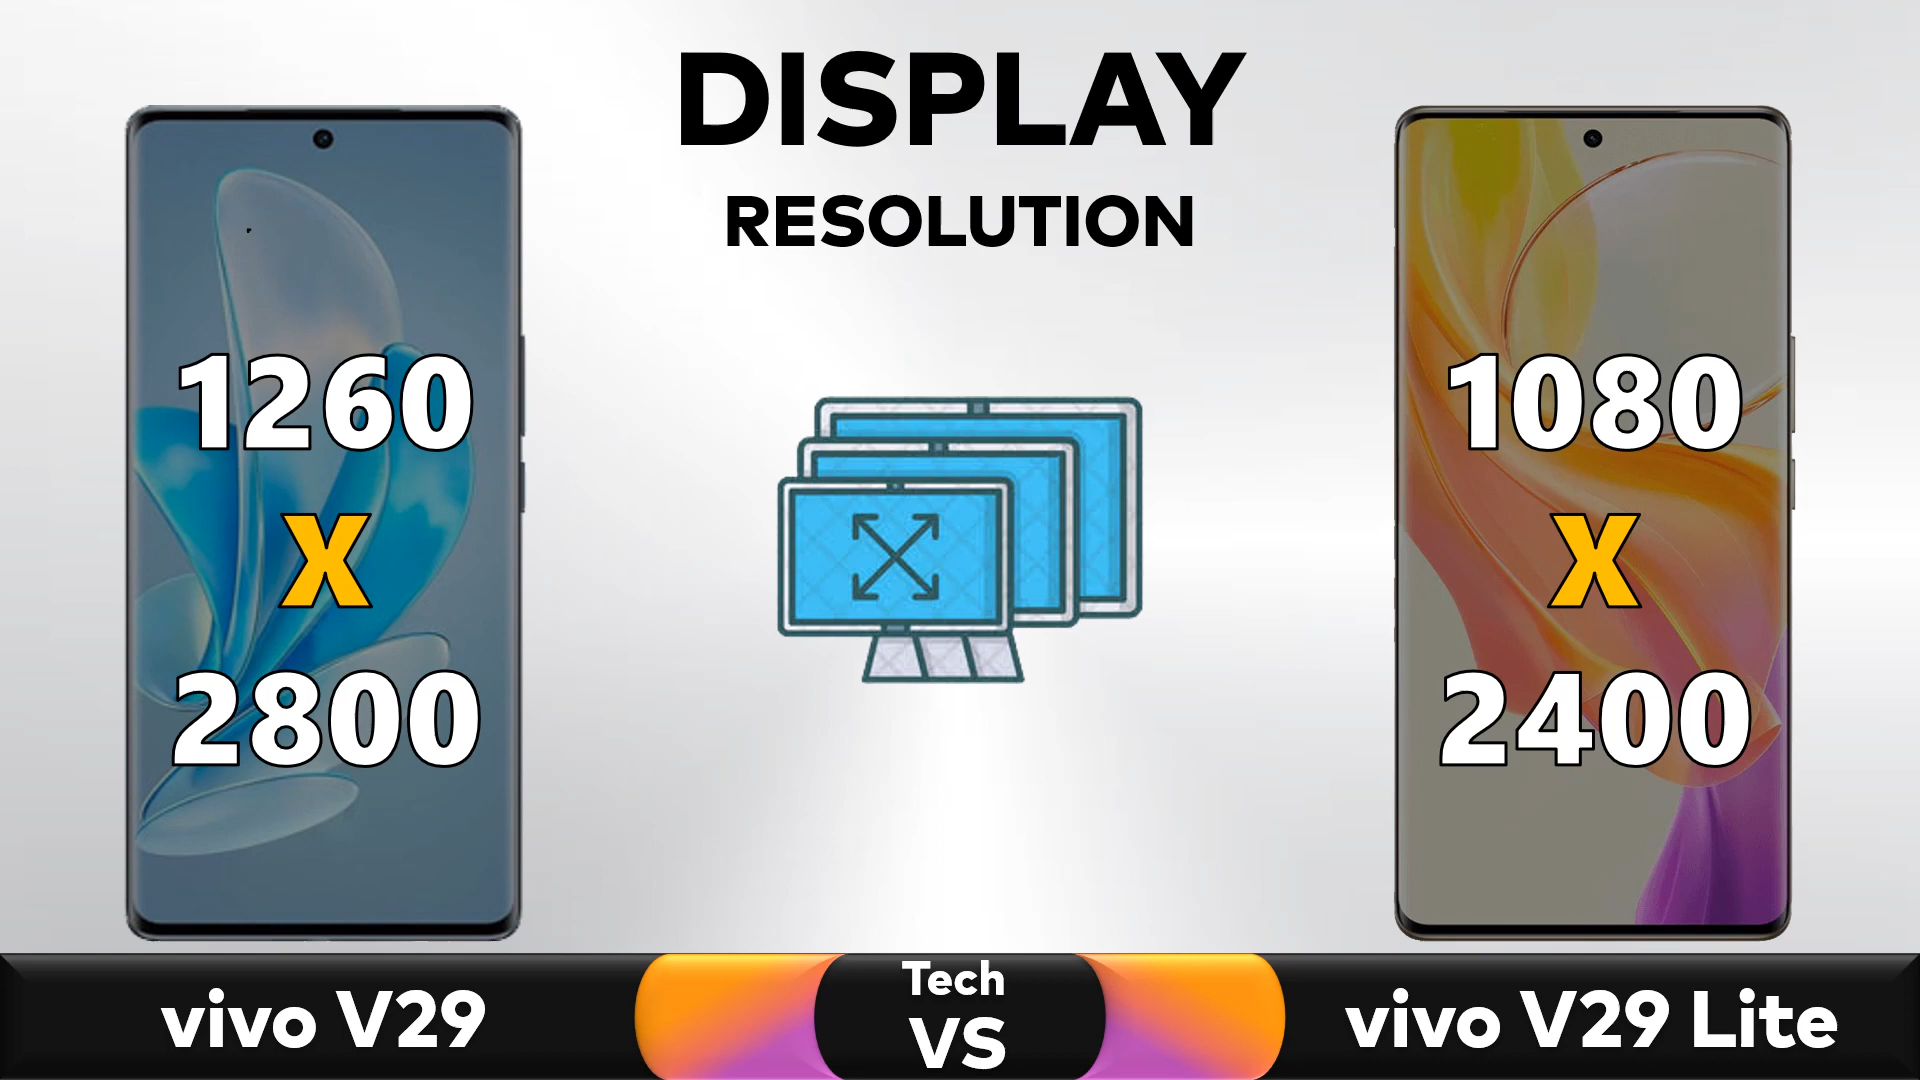 DISPLAY
RESOLUTION
1260
X
2800
1080
X
2400
vivo V29
Tech
VS
vivo V29 Lite